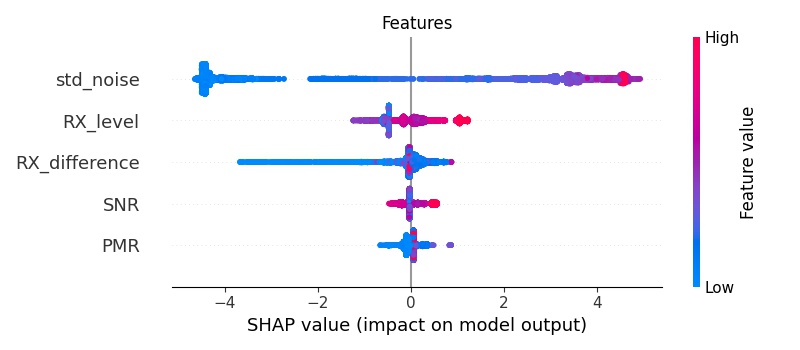 Features
High
std_noise
RX_level
RX_difference
SNR
PMR
Feature value
Low
−4 −2 0 2 4
SHAP value (impact on model output)